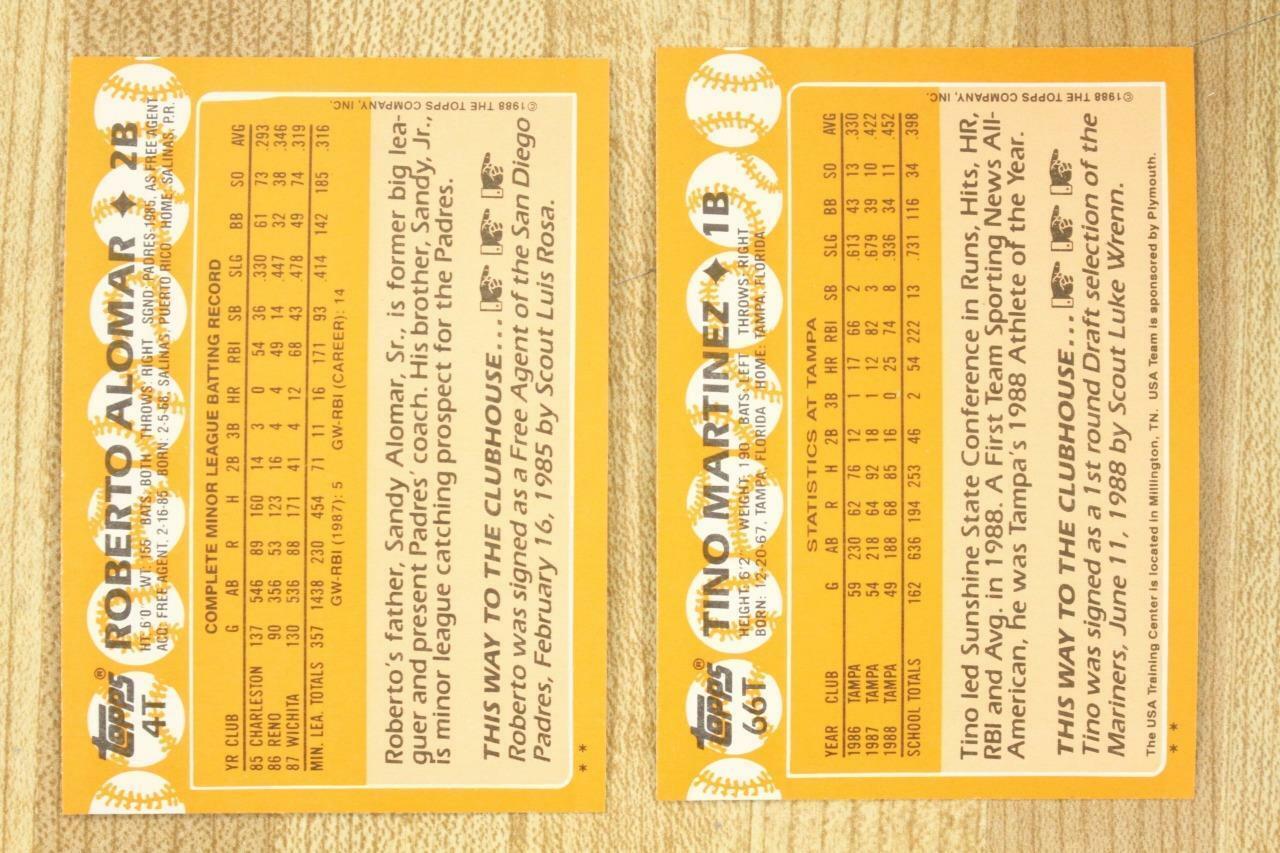 topps®
4T
ROBERTO ALOMAR ♦ 2B
HT: 6'0" WT: 155 BATS: BOTH THROWS: RIGHT SGND: PADRES-1985, AS FREE AGENT
ACQ: FREE AGENT, 2-16-85 BORN: 2-5-68, SALINAS, PUERTO RICO HOME: SALINAS, P.R.
COMPLETE MINOR LEAGUE BATTING RECORD
YR CLUB G AB R H 2B 3B HR RBI SB SLG BB SO AVG
85 CHARLESTON 137 546 89 160 14 3 0 54 36 .330 61 73 .293
86 RENO 90 356 53 123 16 4 4 49 14 .447 32 38 .346
87 WICHITA 130 536 88 171 41 4 12 68 43 .478 49 74 .319
MIN. LEA. TOTALS 357 1438 230 454 71 11 16 171 93 .414 142 185 .316
GW-RBI (1987): 5 GW-RBI (CAREER): 14
Roberto's father, Sandy Alomar, Sr., is former big lea-
guer and present Padres' coach. His brother, Sandy, Jr.,
is minor league catching prospect for the Padres.
THIS WAY TO THE CLUBHOUSE...
Roberto was signed as a Free Agent of the San Diego
Padres, February 16, 1985 by Scout Luis Rosa.
©1988 THE TOPPS COMPANY, INC.
* *
topps®
66T
TINO MARTINEZ ♦ 1B
HEIGHT: 6'2" WEIGHT: 190 BATS: LEFT THROWS: RIGHT
BORN: 12-20-67, TAMPA, FLORIDA HOME: TAMPA, FLORIDA
STATISTICS AT TAMPA
YEAR CLUB G AB R H 2B 3B HR RBI SB SLG BB SO AVG
1986 TAMPA 59 230 62 76 12 1 17 66 2 .613 43 13 .330
1987 TAMPA 54 218 64 92 18 1 12 82 3 .679 39 10 .422
1988 TAMPA 49 188 68 85 16 0 25 74 8 .936 34 11 .452
SCHOOL TOTALS 162 636 194 253 46 2 54 222 13 .731 116 34 .398
Tino led Sunshine State Conference in Runs, Hits, HR,
RBI and Avg. in 1988. A First Team Sporting News All-
American, he was Tampa's 1988 Athlete of the Year.
THIS WAY TO THE CLUBHOUSE...
Tino was signed as a 1st round Draft selection of the
Mariners, June 11, 1988 by Scout Luke Wrenn.
The USA Training Center is located in Millington, TN. USA Team is sponsored by Plymouth.
©1988 THE TOPPS COMPANY, INC.
* *